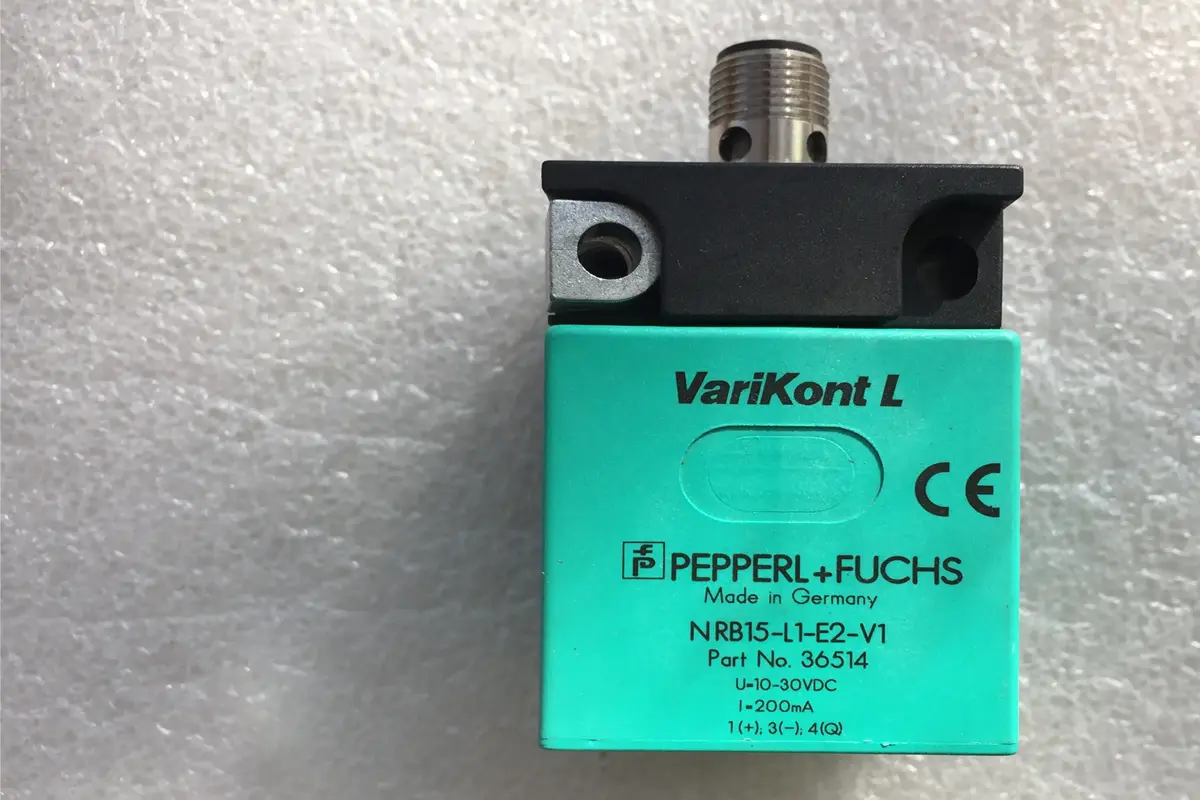 VariKont L
CE
fp PEPPERL+FUCHS
Made in Germany
NRB15-L1-E2-V1
Part No. 36514
U=10-30VDC
I=200mA
1(+); 3(-); 4(Q)